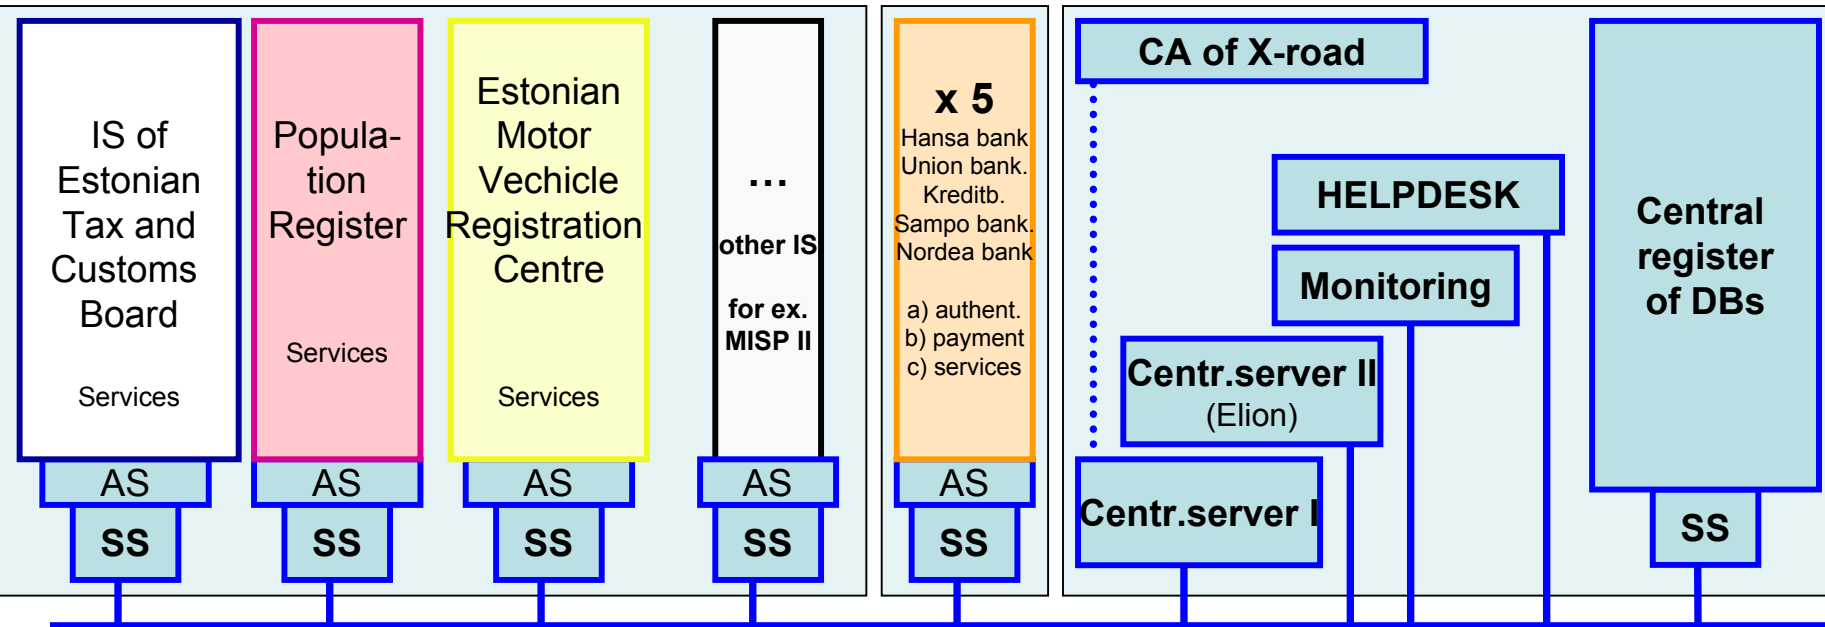 IS of
Estonian
Tax and
Customs
Board
Services
AS
SS
Popula-
tion
Register
Services
AS
SS
Estonian
Motor
Vechicle
Registration
Centre
Services
AS
SS
...
other IS
for ex.
MISP II
AS
SS
x 5
Hansa bank
Union bank.
Kreditb.
Sampo bank.
Nordea bank
a) authent.
b) payment
c) services
AS
SS
CA of X-road
HELPDESK
Monitoring
Centr.server II
(Elion)
Centr.server I
Central
register
of DBs
SS